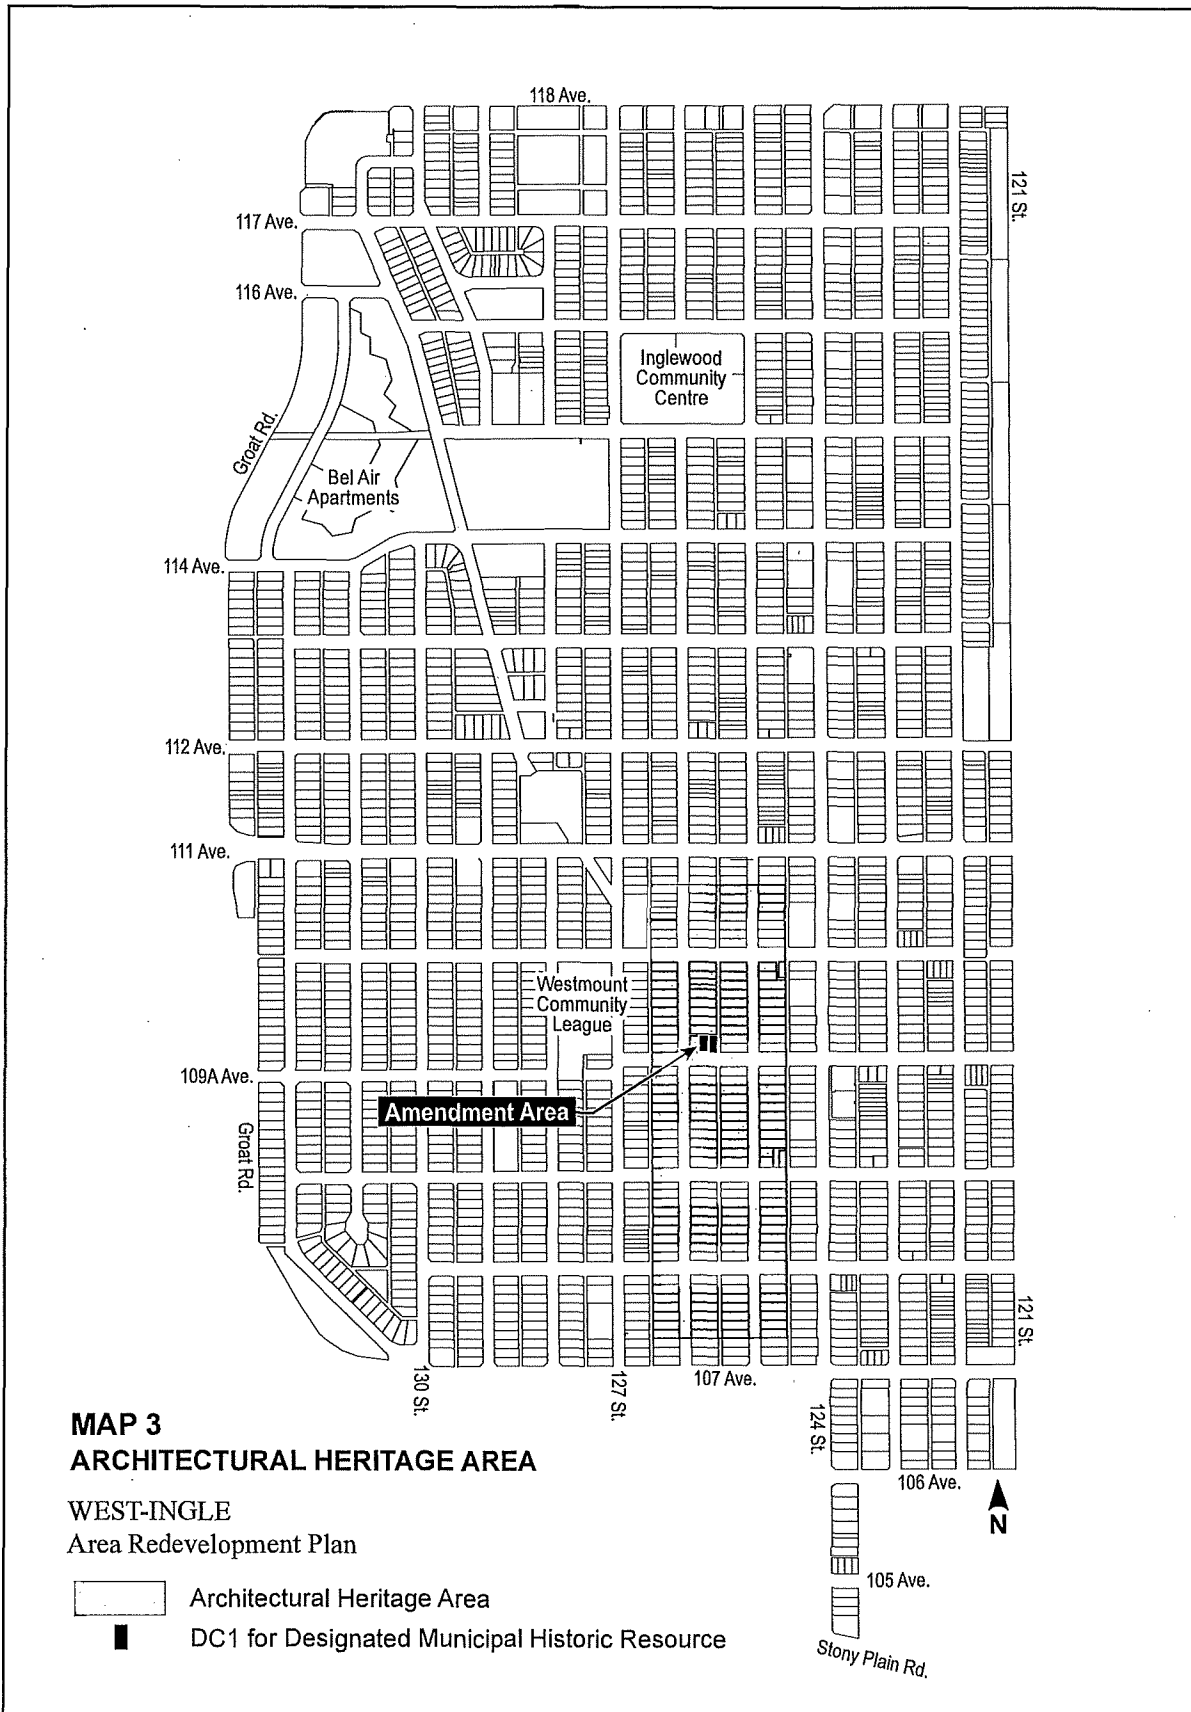 118 Ave.
121 St.
117 Ave.
116 Ave.
Inglewood
Community
Centre
Groat Rd.
Bel Air
Apartments
114 Ave.
112 Ave.
111 Ave.
Westmount
Community
League
109A Ave.
Amendment Area
Groat Rd.
121 St.
107 Ave.
130 St.
127 St.
124 St.
MAP 3
ARCHITECTURAL HERITAGE AREA
106 Ave.
N
WEST-INGLE
Area Redevelopment Plan
105 Ave.
Architectural Heritage Area
DC1 for Designated Municipal Historic Resource
Stony Plain Rd.